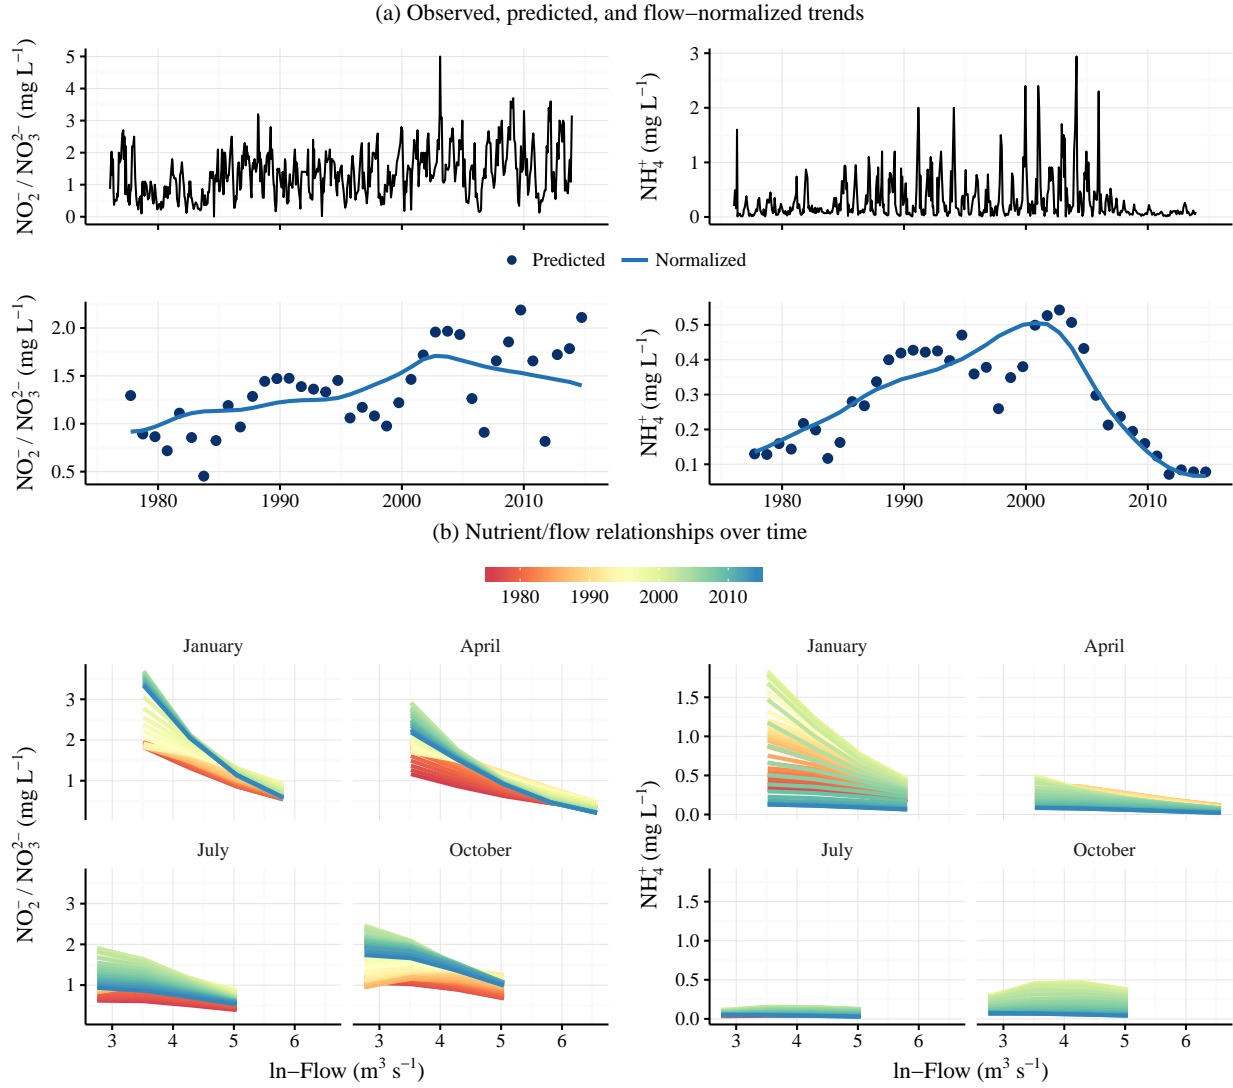 (a) Observed, predicted, and flow−normalized trends
NO₂⁻ / NO₃²⁻ (mg L⁻¹)
5
4
3
2
1
0
NH₄⁺ (mg L⁻¹)
3
2
1
0
Predicted Normalized
NO₂⁻ / NO₃²⁻ (mg L⁻¹)
2.0
1.5
1.0
0.5
1980 1990 2000 2010
NH₄⁺ (mg L⁻¹)
0.5
0.4
0.3
0.2
0.1
1980 1990 2000 2010
(b) Nutrient/flow relationships over time
1980 1990 2000 2010
NO₂⁻ / NO₃²⁻ (mg L⁻¹)
January April
3
2
1
July October
3
2
1
3 4 5 6 3 4 5 6
ln−Flow (m³ s⁻¹)
NH₄⁺ (mg L⁻¹)
January April
1.5
1.0
0.5
0.0
July October
1.5
1.0
0.5
0.0
3 4 5 6 3 4 5 6
ln−Flow (m³ s⁻¹)